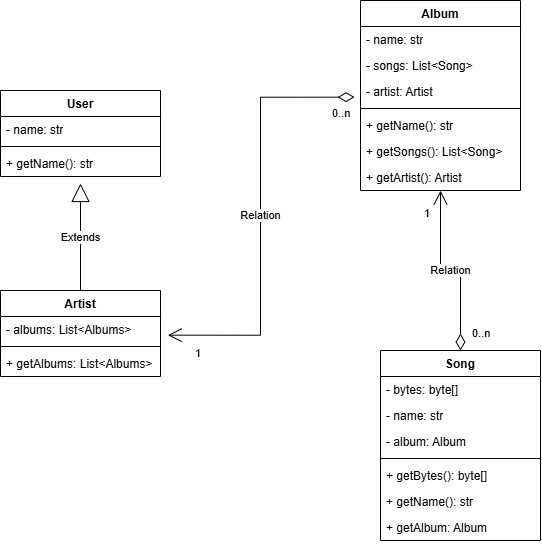 Album
- name: str
- songs: List<Song>
- artist: Artist
+ getName(): str
+ getSongs(): List<Song>
+ getArtist(): Artist
User
- name: str
+ getName(): str
0..n
Relation
1
Extends
Artist
- albums: List<Albums>
+ getAlbums: List<Albums>
1
Relation
0..n
Song
- bytes: byte[]
- name: str
- album: Album
+ getBytes(): byte[]
+ getName(): str
+ getAlbum: Album